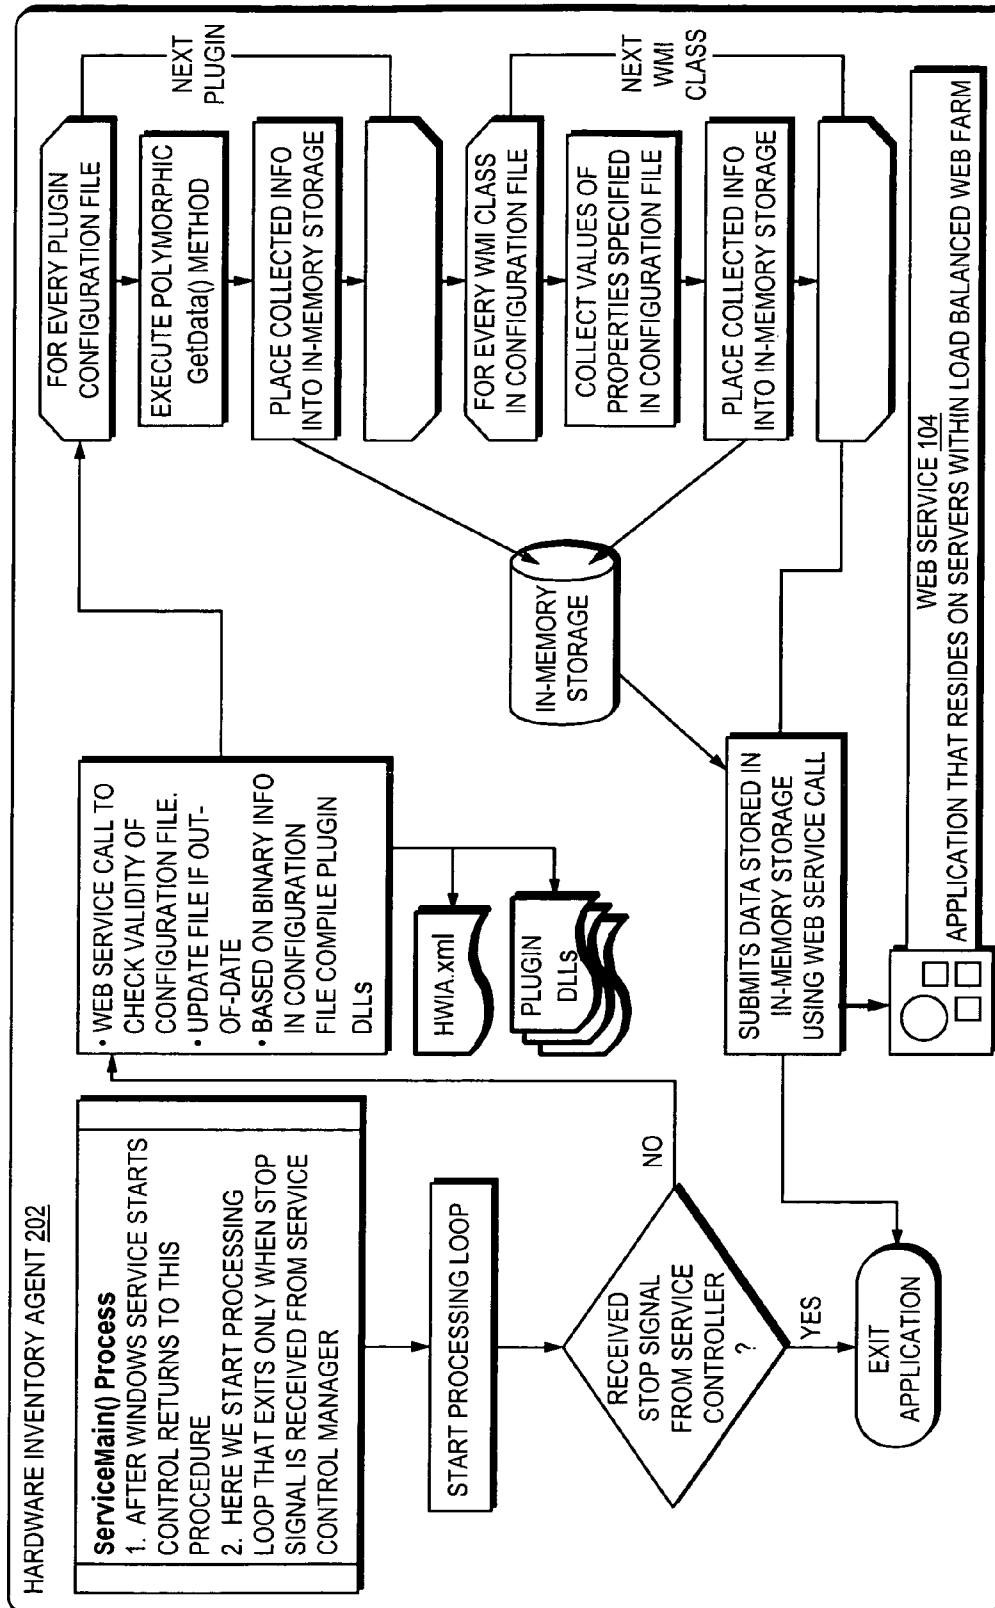 HARDWARE INVENTORY AGENT 202
ServiceMain() Process
1. AFTER WINDOWS SERVICE STARTS
CONTROL RETURNS TO THIS
PROCEDURE
2. HERE WE START PROCESSING
LOOP THAT EXITS ONLY WHEN STOP
SIGNAL IS RECEIVED FROM SERVICE
CONTROL MANAGER
START PROCESSING LOOP
RECEIVED
STOP SIGNAL
FROM SERVICE
CONTROLLER
?
NO
YES
EXIT
APPLICATION
• WEB SERVICE CALL TO
CHECK VALIDITY OF
CONFIGURATION FILE.
• UPDATE FILE IF OUT-
OF-DATE
• BASED ON BINARY INFO
IN CONFIGURATION
FILE COMPILE PLUGIN
DLLs
HWIA.xml
PLUGIN
DLLs
IN-MEMORY
STORAGE
SUBMITS DATA STORED IN
IN-MEMORY STORAGE
USING WEB SERVICE CALL
FOR EVERY PLUGIN
CONFIGURATION FILE
EXECUTE POLYMORPHIC
GetData() METHOD
PLACE COLLECTED INFO
INTO IN-MEMORY STORAGE
NEXT
PLUGIN
FOR EVERY WMI CLASS
IN CONFIGURATION FILE
COLLECT VALUES OF
PROPERTIES SPECIFIED
IN CONFIGURATION FILE
PLACE COLLECTED INFO
INTO IN-MEMORY STORAGE
NEXT
WMI
CLASS
WEB SERVICE 104
APPLICATION THAT RESIDES ON SERVERS WITHIN LOAD BALANCED WEB FARM